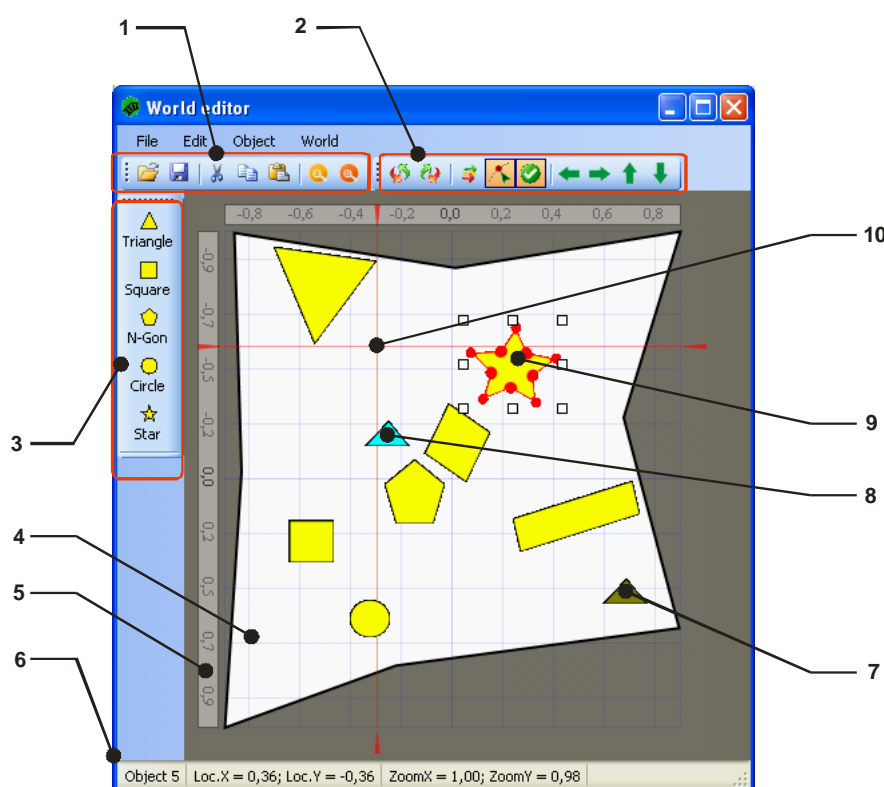 1
2
World editor
File Edit Object World
-0,8 -0,6 -0,4 -0,2 0,0 0,2 0,4 0,6 0,8
Triangle
Square
N-Gon
Circle
Star
-0,9
-0,7
-0,5
-0,2
0,0
0,2
0,5
0,7
0,9
10
9
8
7
3
4
5
6
Object 5 Loc.X = 0,36; Loc.Y = -0,36 ZoomX = 1,00; ZoomY = 0,98